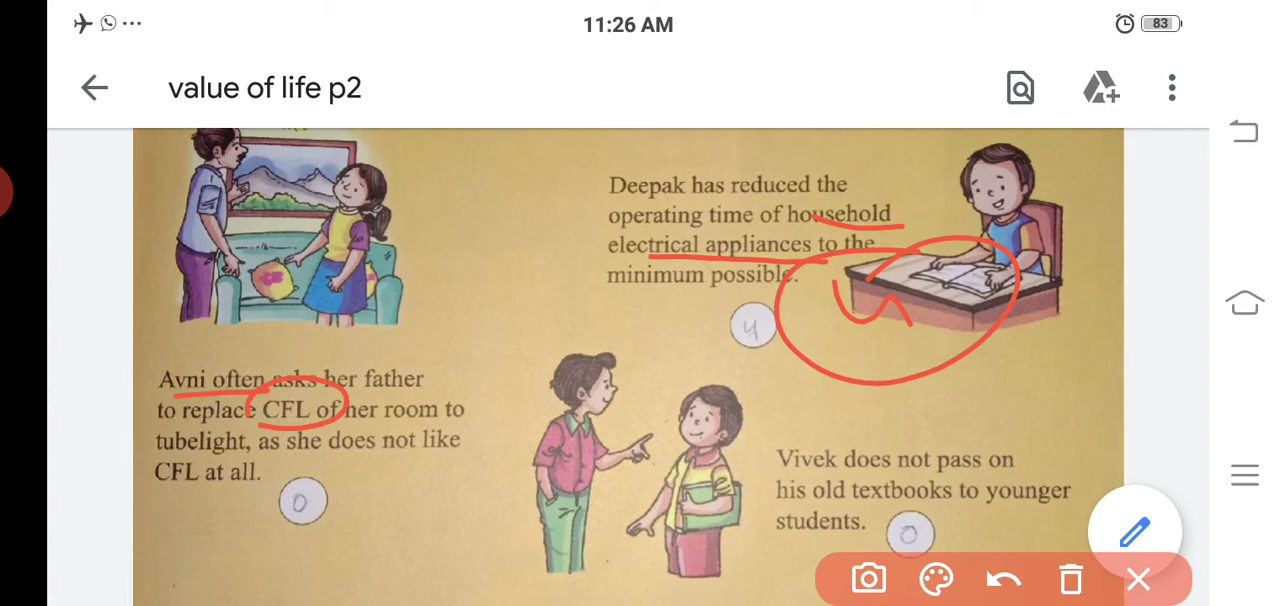 11:26 AM
83
value of life p2
Deepak has reduced the
operating time of household
electrical appliances to the
minimum possible.
4
Avni often asks her father
to replace CFL of her room to
tubelight, as she does not like
CFL at all.
0
Vivek does not pass on
his old textbooks to younger
students.
0